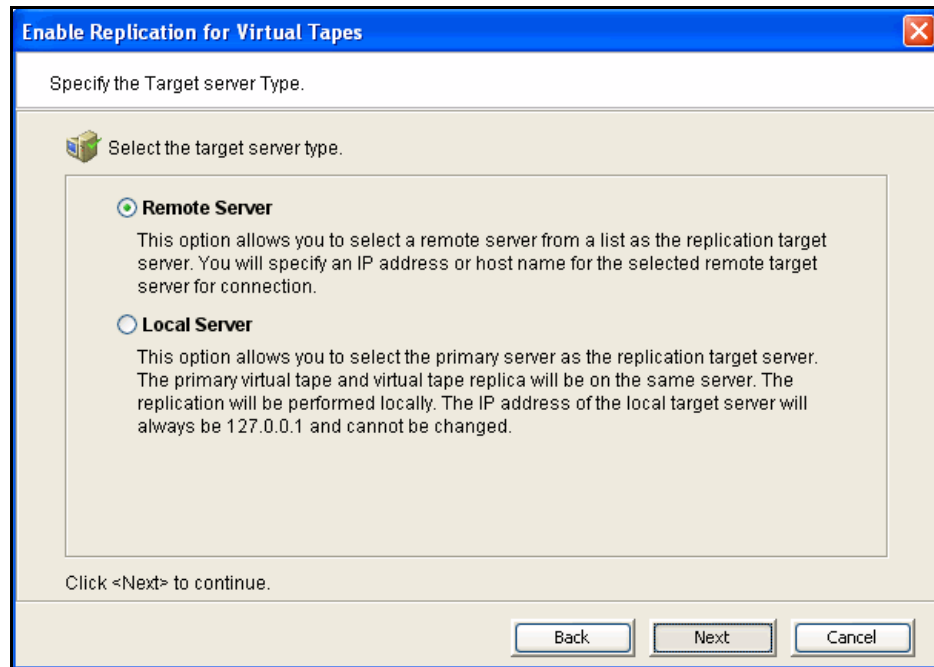 Enable Replication for Virtual Tapes
Specify the Target server Type.
Select the target server type.
Remote Server
This option allows you to select a remote server from a list as the replication target
server. You will specify an IP address or host name for the selected remote target
server for connection.
Local Server
This option allows you to select the primary server as the replication target server.
The primary virtual tape and virtual tape replica will be on the same server. The
replication will be performed locally. The IP address of the local target server will
always be 127.0.0.1 and cannot be changed.
Click <Next> to continue.
Back
Next
Cancel